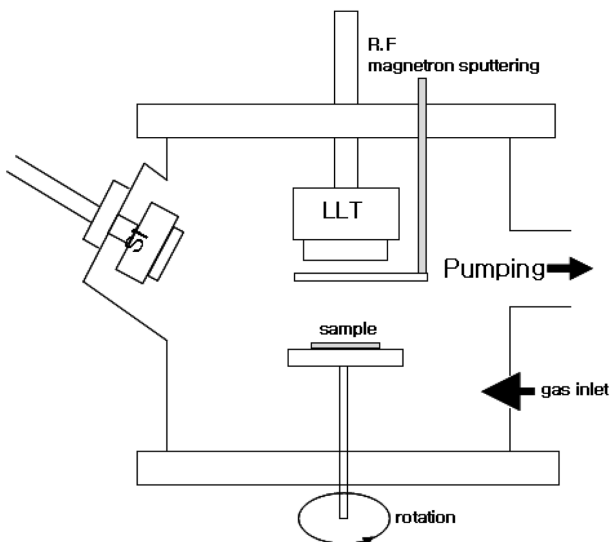 R.F
magnetron sputtering
LLT
ST
Pumping
sample
gas inlet
rotation